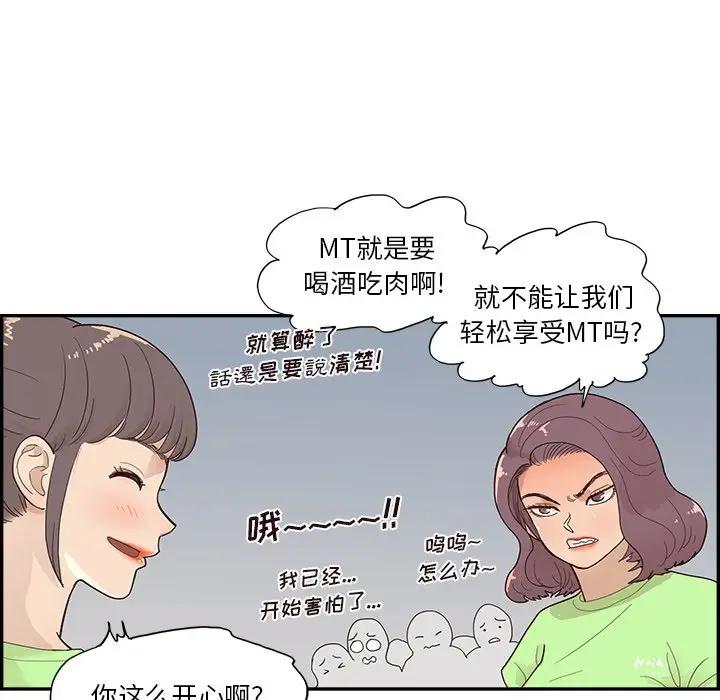 MT就是要
喝酒吃肉啊!
就不能让我们
轻松享受MT吗?
就算醉了
話還是要說清楚!
哦~~~~!!
呜呜~
怎么办~
我已经...
开始害怕了...
你这么开心啊?